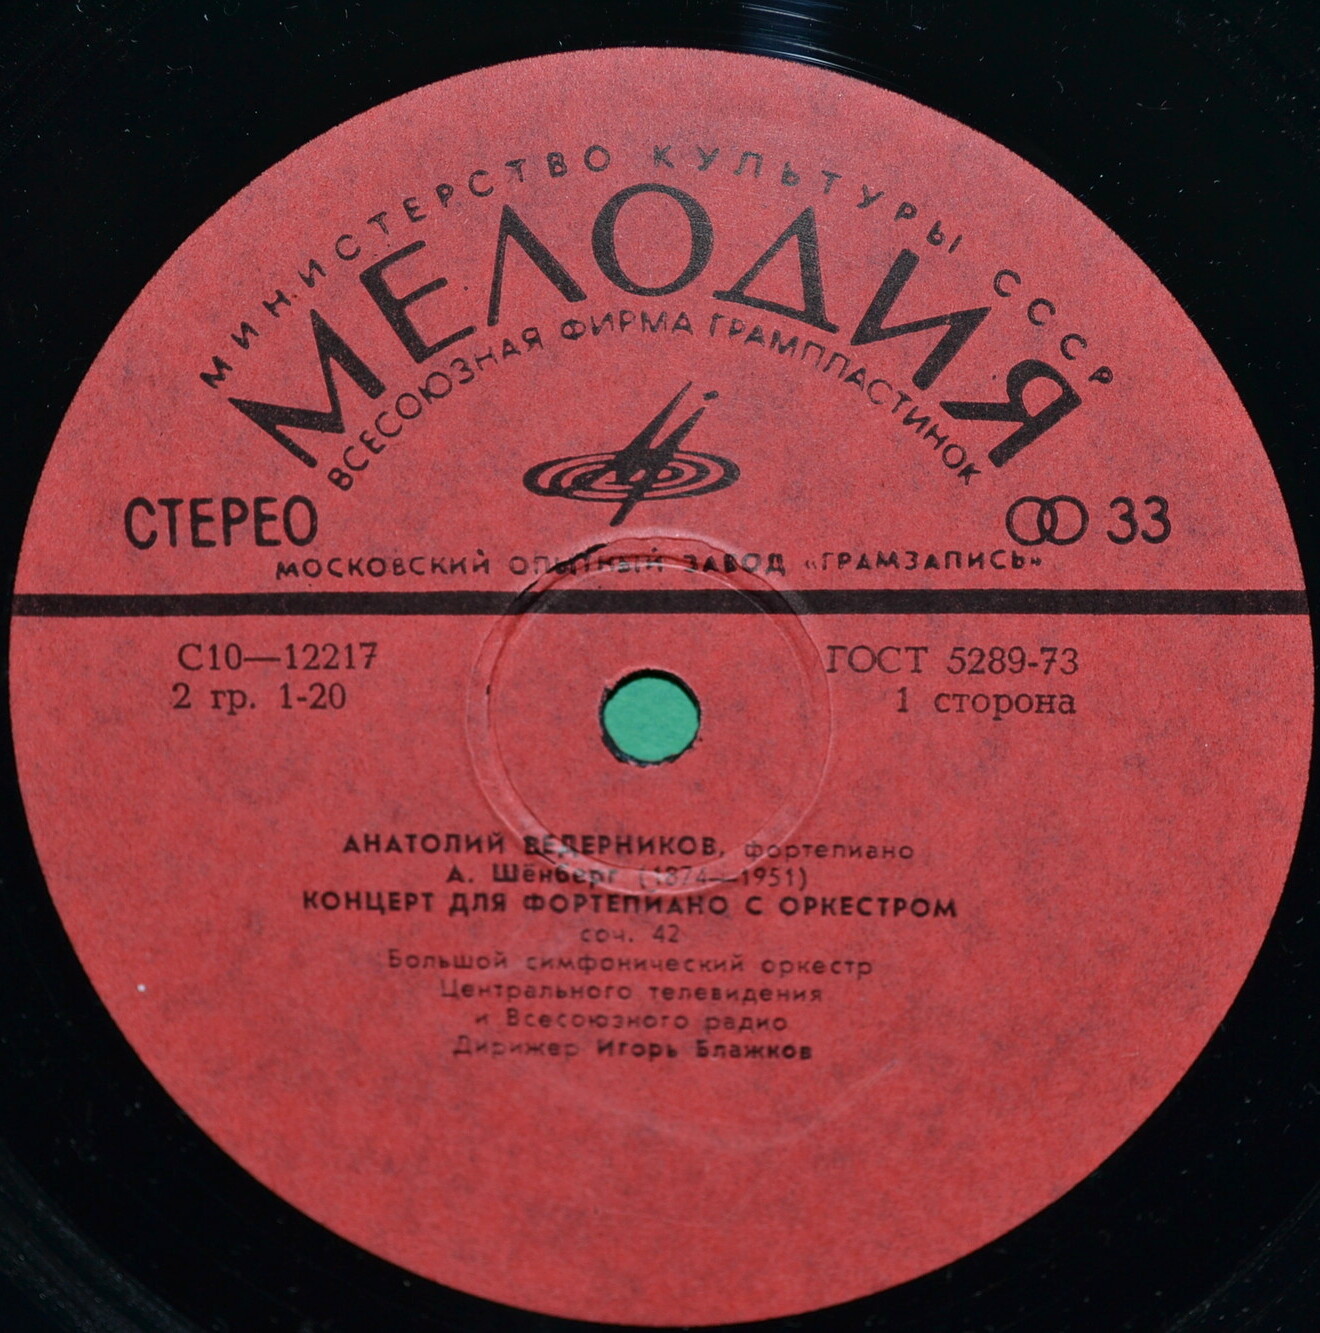 МИНИСТЕРСТВО КУЛЬТУРЫ СССР
МЕЛОДИЯ
ВСЕСОЮЗНАЯ ФИРМА ГРАМПЛАСТИНОК
СТЕРЕО 33
МОСКОВСКИЙ ОПЫТНЫЙ ЗАВОД «ГРАМЗАПИСЬ»
С10—12217 ГОСТ 5289-73
2 гр. 1-20 1 сторона
АНАТОЛИЙ ВЕДЕРНИКОВ, фортепиано
А. Шёнберг (1874—1951)
КОНЦЕРТ ДЛЯ ФОРТЕПИАНО С ОРКЕСТРОМ
соч. 42
Большой симфонический оркестр
Центрального телевидения
и Всесоюзного радио
Дирижер Игорь Блажков